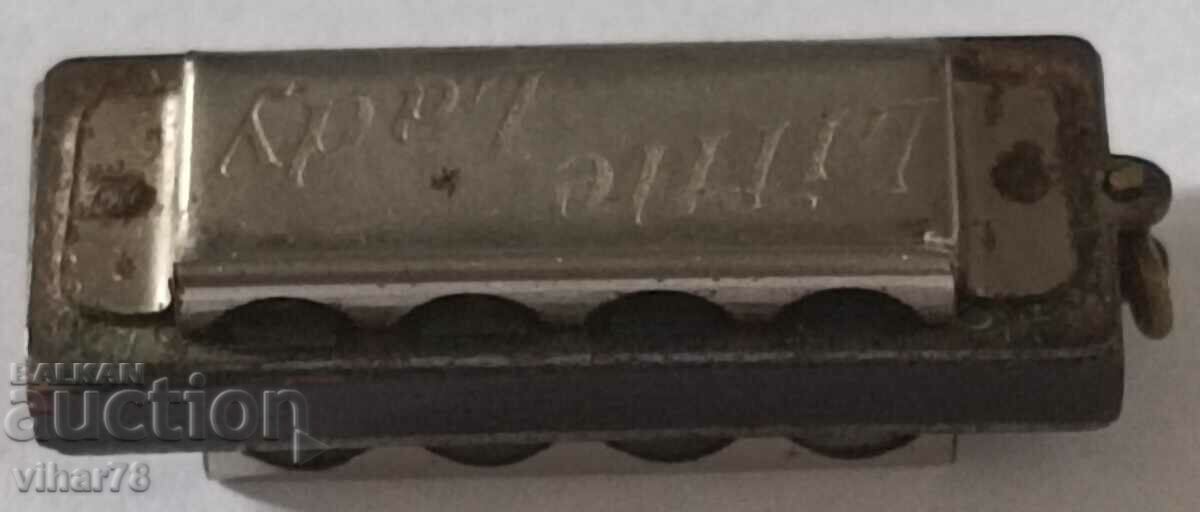 Little
Lady
BALKAN
auction
vihar78